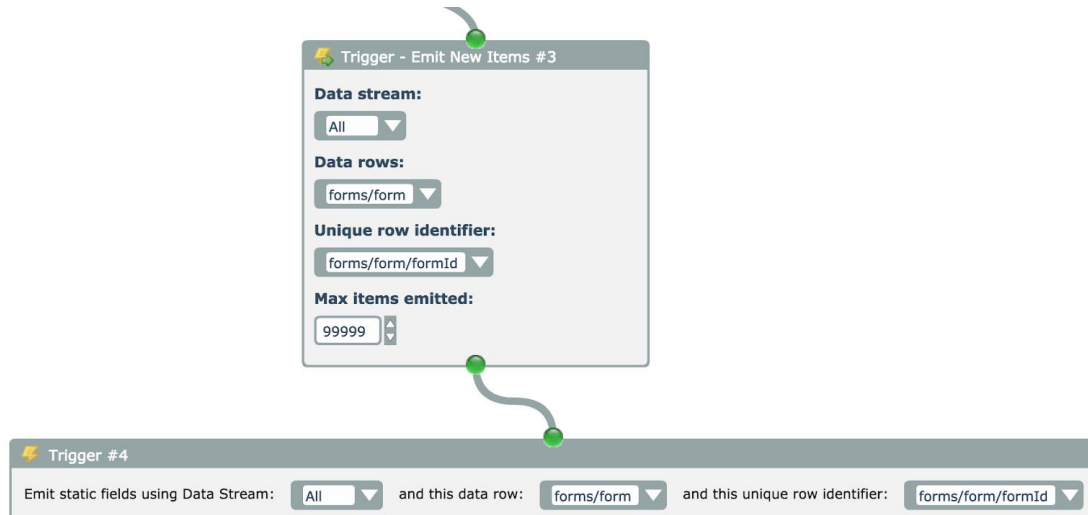 Trigger - Emit New Items #3
Data stream:
All
Data rows:
forms/form
Unique row identifier:
forms/form/formId
Max items emitted:
99999
Trigger #4
Emit static fields using Data Stream: All and this data row: forms/form and this unique row identifier: forms/form/formId